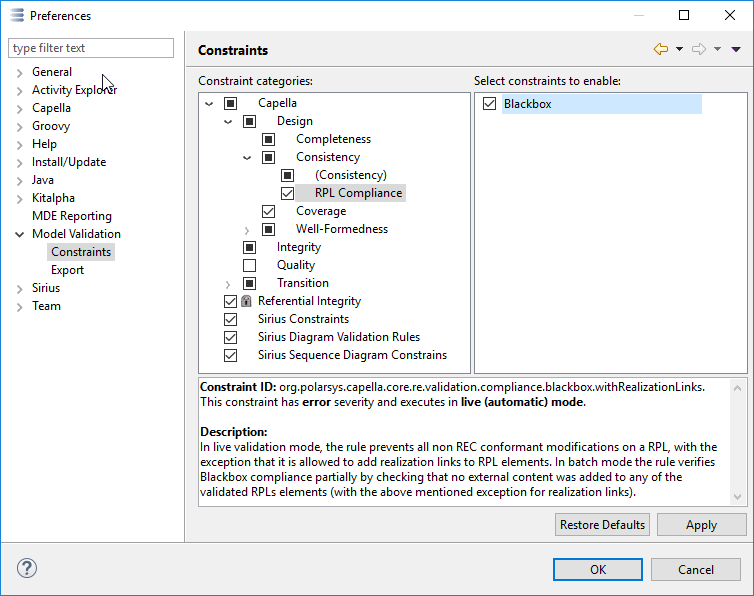 Preferences
type filter text
General
Activity Explorer
Capella
Groovy
Help
Install/Update
Java
Kitalpha
MDE Reporting
Model Validation
Constraints
Export
Sirius
Team
Constraints
Constraint categories:
Capella
Design
Completeness
Consistency
(Consistency)
RPL Compliance
Coverage
Well-Formedness
Integrity
Quality
Transition
Referential Integrity
Sirius Constraints
Sirius Diagram Validation Rules
Sirius Sequence Diagram Constrains
Select constraints to enable:
Blackbox
Constraint ID: org.polarsys.capella.core.re.validation.compliance.blackbox.withRealizationLinks.
This constraint has error severity and executes in live (automatic) mode.
Description:
In live validation mode, the rule prevents all non REC conformant modifications on a RPL, with the
exception that it is allowed to add realization links to RPL elements. In batch mode the rule verifies
Blackbox compliance partially by checking that no external content was added to any of the
validated RPLs elements (with the above mentioned exception for realization links).
Restore Defaults
Apply
?
OK
Cancel